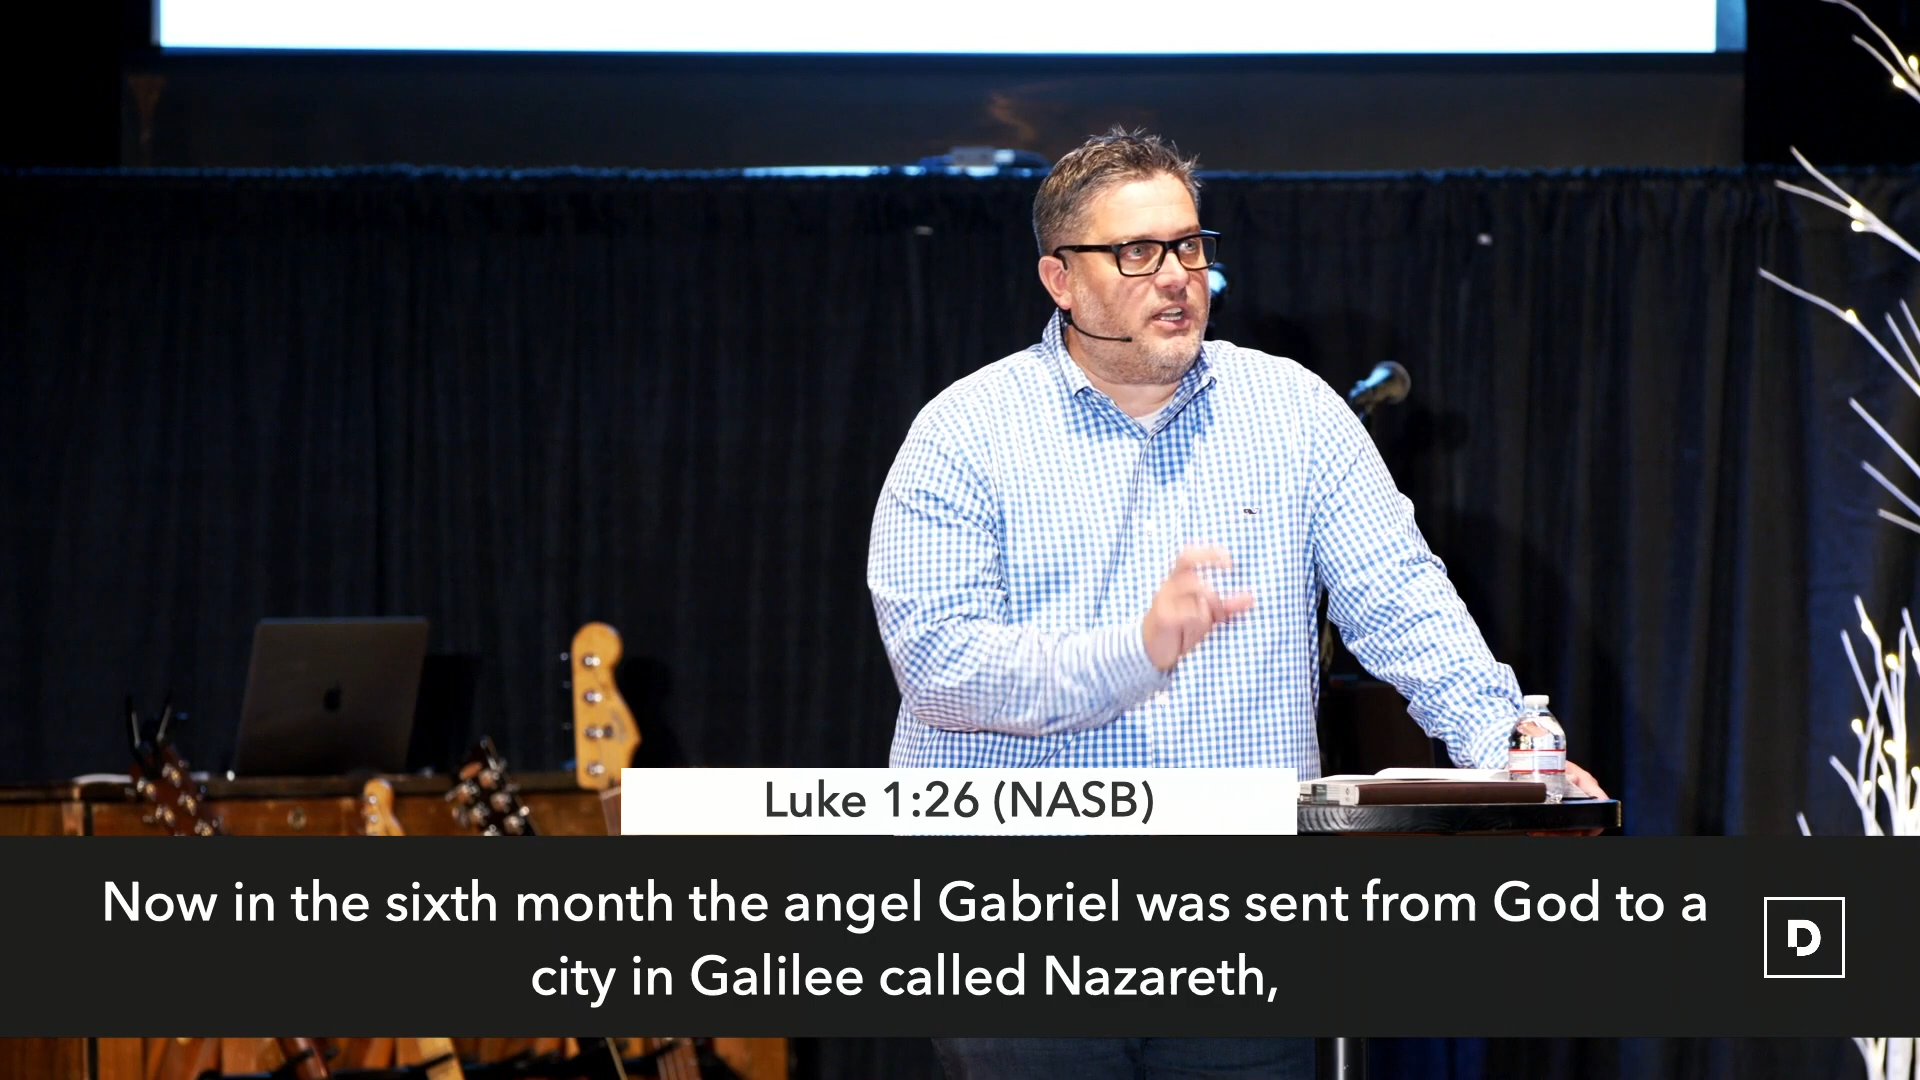 Luke 1:26 (NASB)
Now in the sixth month the angel Gabriel was sent from God to a
city in Galilee called Nazareth,
D